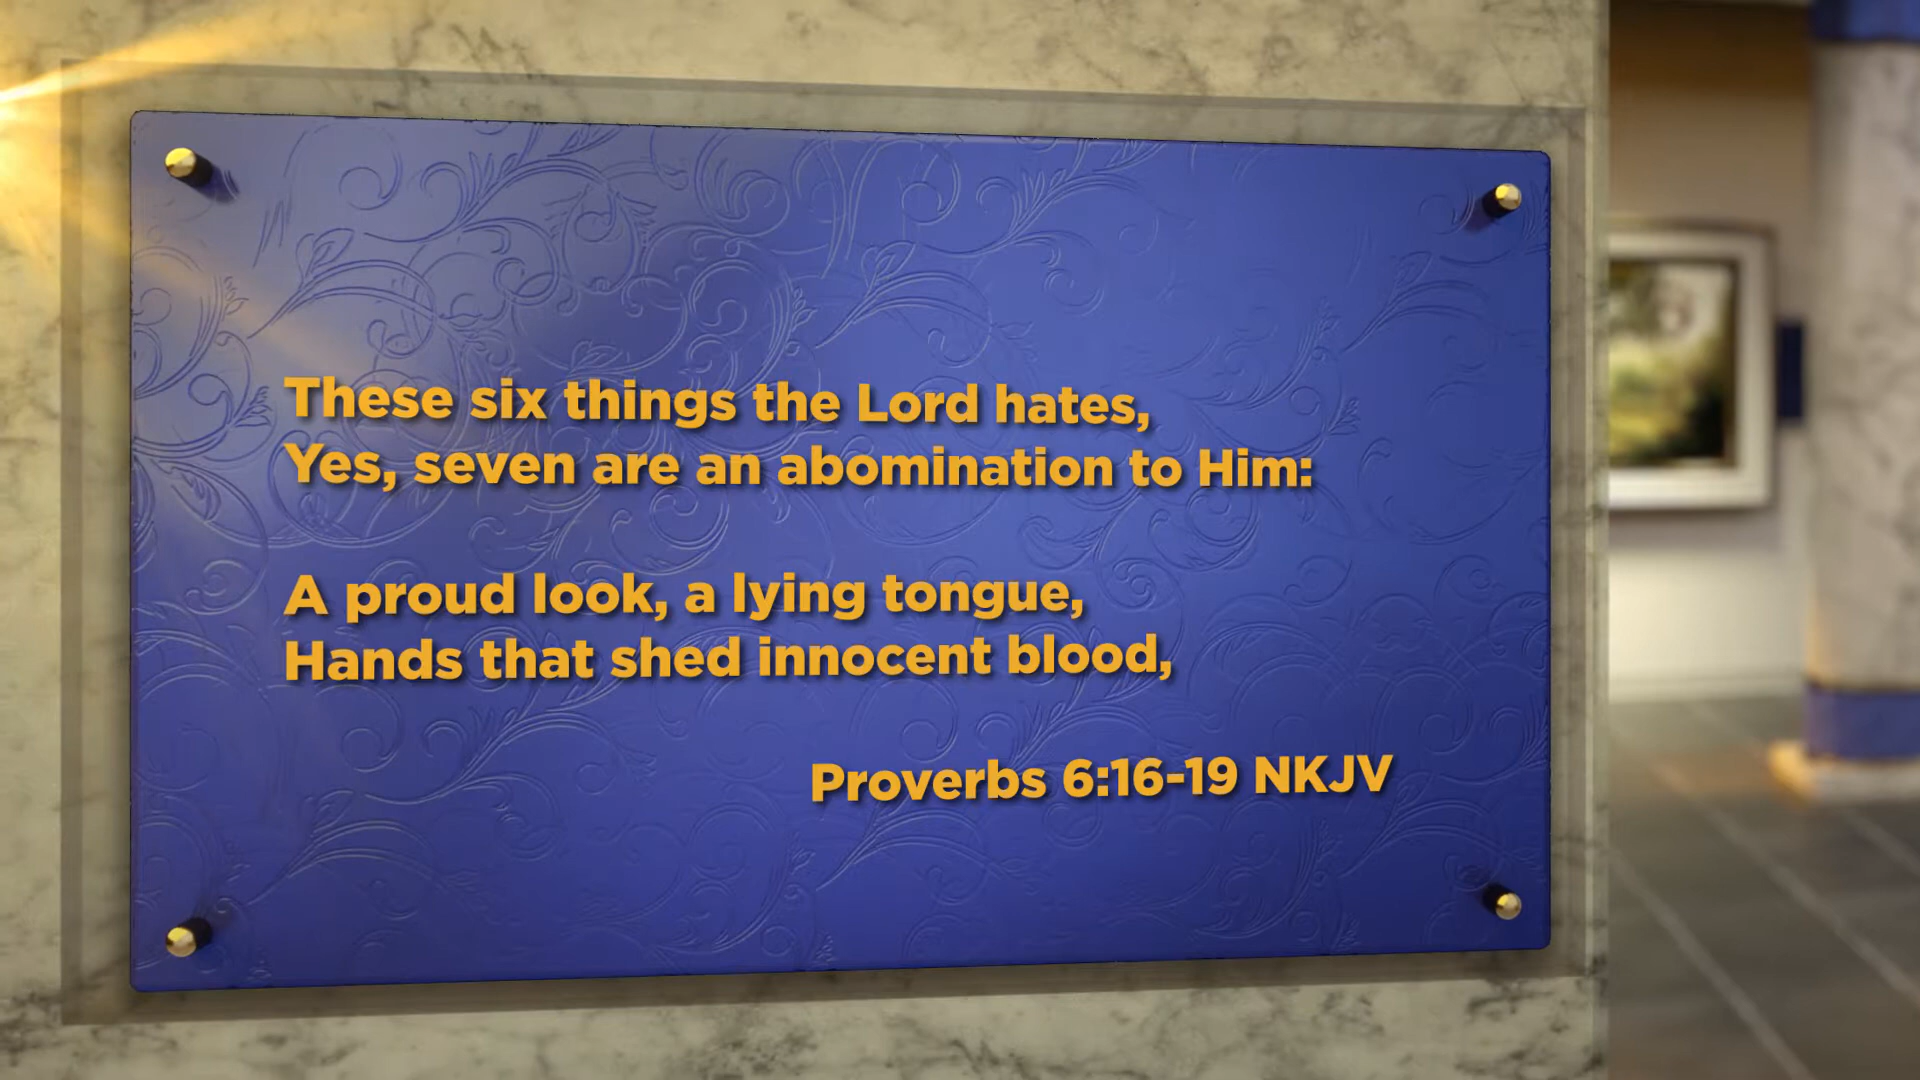 These six things the Lord hates,
Yes, seven are an abomination to Him:
A proud look, a lying tongue,
Hands that shed innocent blood,
Proverbs 6:16-19 NKJV